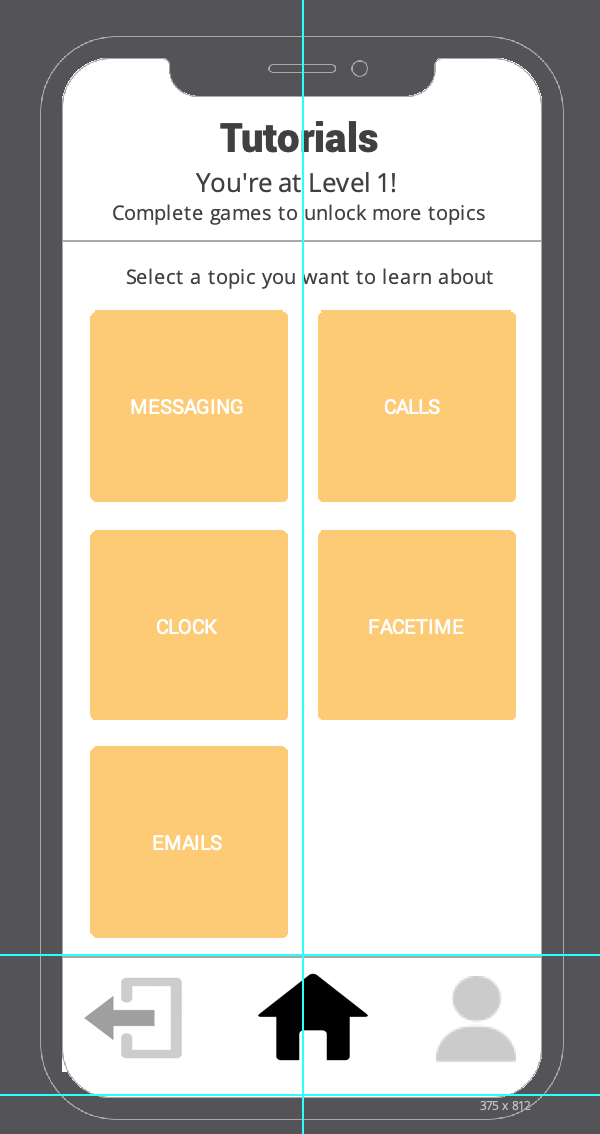 Tutorials
You're at Level 1!
Complete games to unlock more topics
Select a topic you want to learn about
MESSAGING
CALLS
CLOCK
FACETIME
EMAILS
375 x 812